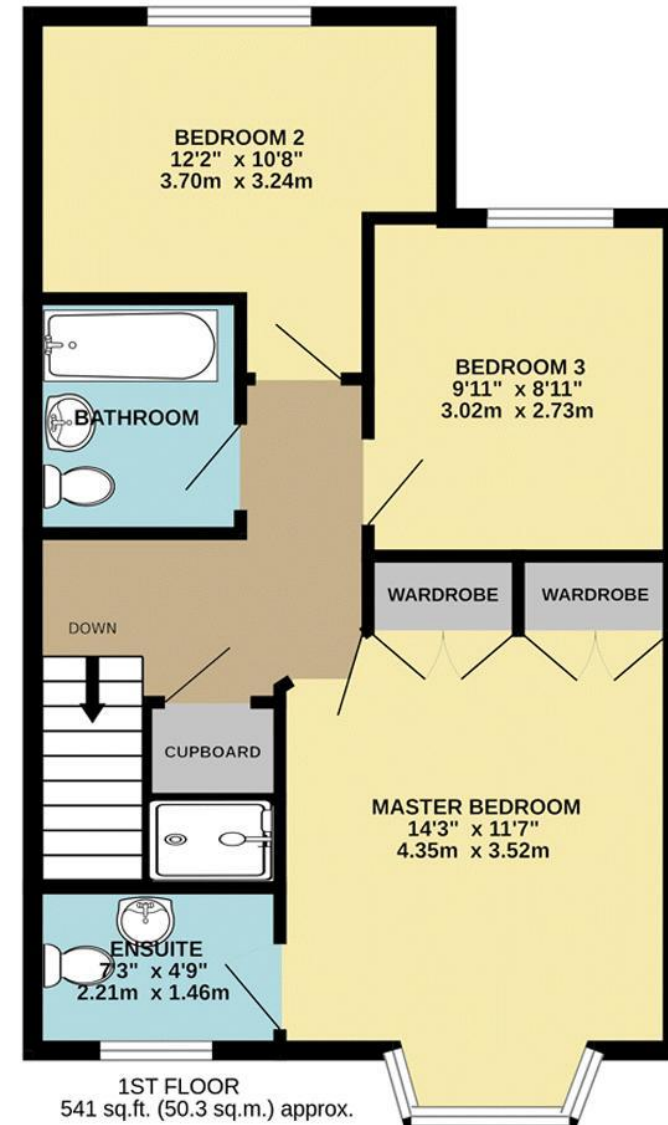 BEDROOM 2
12'2" x 10'8"
3.70m x 3.24m
BEDROOM 3
9'11" x 8'11"
3.02m x 2.73m
BATHROOM
WARDROBE
WARDROBE
DOWN
CUPBOARD
MASTER BEDROOM
14'3" x 11'7"
4.35m x 3.52m
ENSUITE
7'3" x 4'9"
2.21m x 1.46m
1ST FLOOR
541 sq.ft. (50.3 sq.m.) approx.